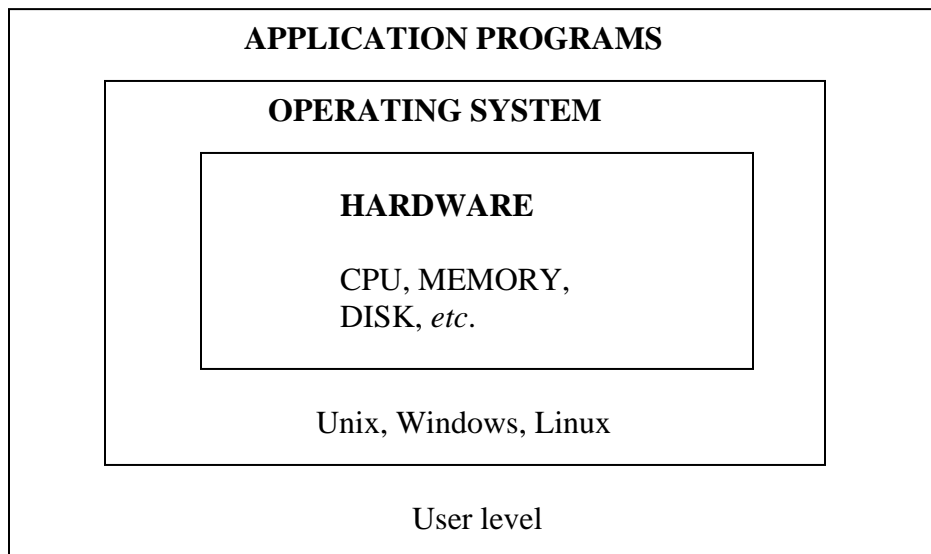 APPLICATION PROGRAMS
OPERATING SYSTEM
HARDWARE
CPU, MEMORY,
DISK, etc.
Unix, Windows, Linux
User level